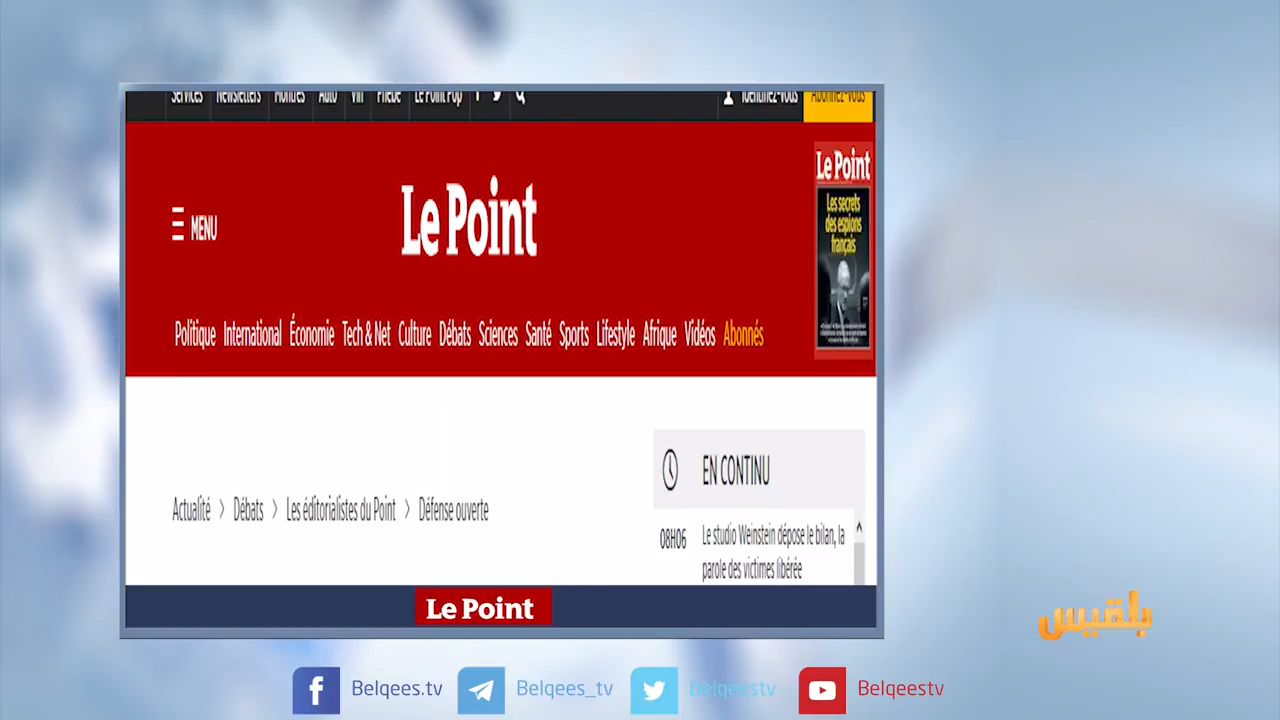 Services Newsletters Montres Auto Vin Phébé Le Point Pop f Identifiez-vous Abonnez-vous
MENU
Le Point
Le Point
Les secrets
des espions
français
Politique International Économie Tech & Net Culture Débats Sciences Santé Sports Lifestyle Afrique Vidéos Abonnés
EN CONTINU
Actualité > Débats > Les éditorialistes du Point > Défense ouverte
08H06 Le studio Weinstein dépose le bilan, la
parole des victimes libérée
Le Point
بلقيس
f Belqees.tv Belqees_tv Belqeestv Belqeestv